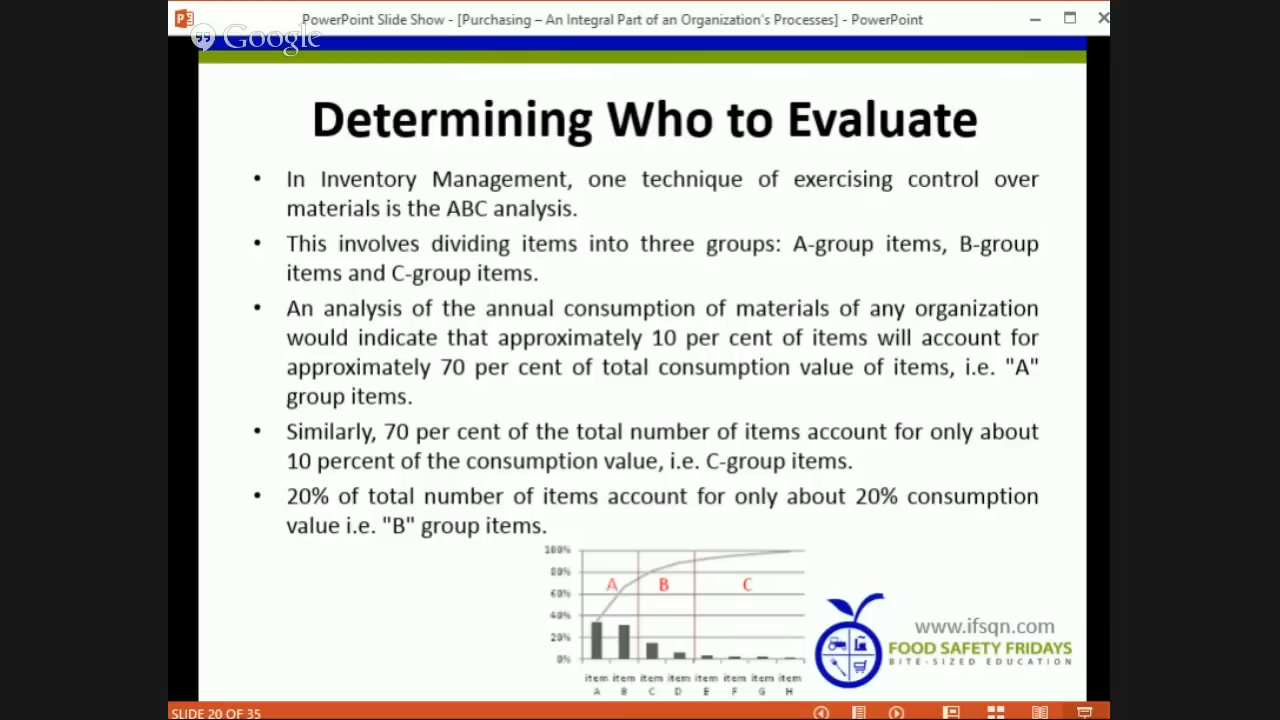 PowerPoint Slide Show - [Purchasing – An Integral Part of an Organization's Processes] - PowerPoint
Google
Determining Who to Evaluate
• In Inventory Management, one technique of exercising control over
materials is the ABC analysis.
• This involves dividing items into three groups: A-group items, B-group
items and C-group items.
• An analysis of the annual consumption of materials of any organization
would indicate that approximately 10 per cent of items will account for
approximately 70 per cent of total consumption value of items, i.e. "A"
group items.
• Similarly, 70 per cent of the total number of items account for only about
10 percent of the consumption value, i.e. C-group items.
• 20% of total number of items account for only about 20% consumption
value i.e. "B" group items.
100%
80%
60%
40%
20%
0%
A B C
item item item item item item item item
A B C D E F G H
www.ifsqn.com
FOOD SAFETY FRIDAYS
BITE-SIZED EDUCATION
SLIDE 20 OF 35